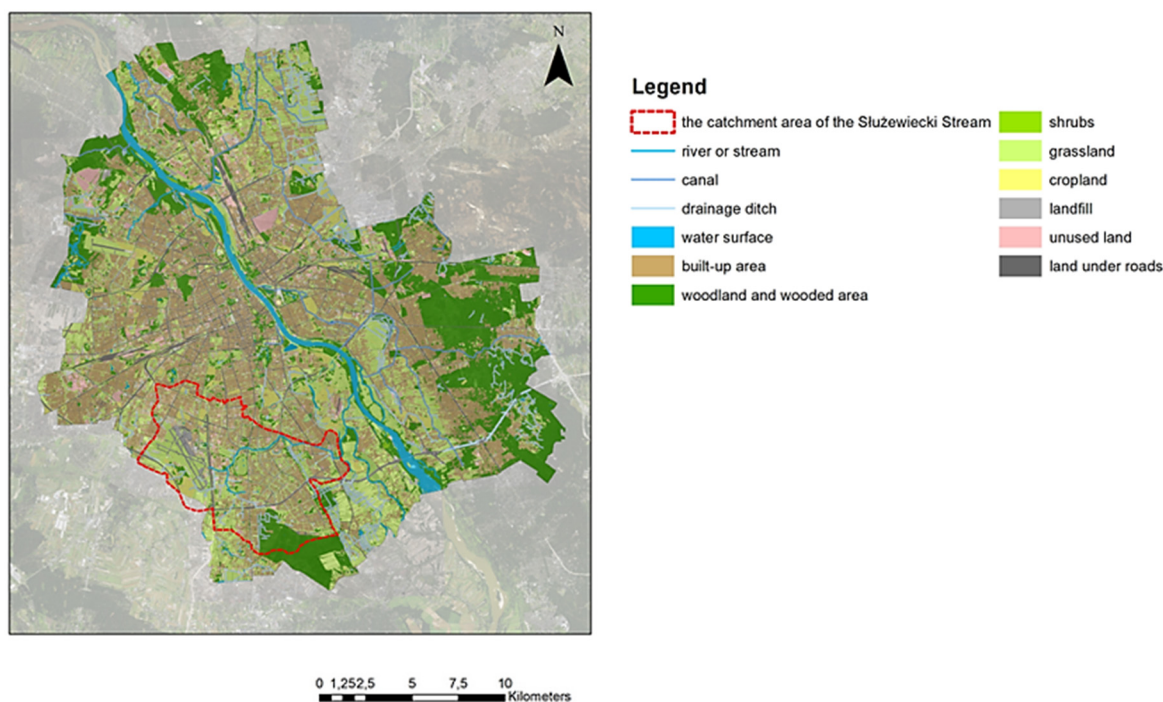 N
Legend
the catchment area of the Służewiecki Stream
river or stream
canal
drainage ditch
water surface
built-up area
woodland and wooded area
shrubs
grassland
cropland
landfill
unused land
land under roads
0 1,252,5 5 7,5 10
Kilometers